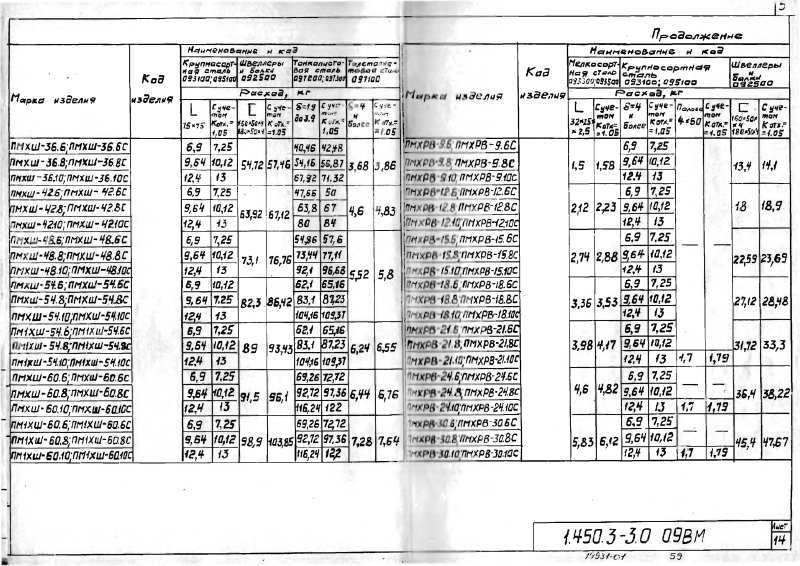 5
Продолжение
Наименование и код
Марка изделия | Код изделия | Крупносортная сталь 093100; 095100 | Швеллеры и балки 092500 | Тонколистовая сталь 097200; 097300 | Толстолистовая сталь 097100
Расход, кг
L 75×75 | С учетом Котх.= 1,05 | С учетом Котх.= 1.05 | δ=1,9 до 3.9 | С учетом Котх.= 1.05 | δ=4 и более | С учетом Котх. =1.05
ПМХШ-36.6; ПМХШ-36.6С 6,9 7,25 40,46 42,48
ПМХШ-36.8; ПМХШ-36.8С 9,64 10,12 54,72 57,46 54,16 56,87 3,68 3,86
ПМХШ-36.10; ПМХШ-36.10С 12,4 13 67,92 71,32
ПМХШ-42.6; ПМХШ-42.6С 6.9 7,25 47,66 50
ПМХШ-42.8; ПМХШ-42.8С 9,64 10,12 63,92 67,12 63,8 67 4,6 4,83
ПМХШ-42.10; ПМХШ-42.10С 12,4 13 80 84
ПМХШ-48.6; ПМХШ-48.6С 6.9 7,25 54,86 57,6
ПМХШ-48.8; ПМХШ-48.8С 9,64 10,12 73,1 76,76 73,44 77,11 5,52 5,8
ПМХШ-48.10; ПМХШ-48.10С 12,4 13 92,1 96,68
ПМХШ-54.6; ПМХШ-54.6С 6.9 10,12 62,1 65,16
ПМХШ-54.8; ПМХШ-54.8С 9,64 7,25 82,3 86,42 83,1 87,23
ПМХШ-54.10; ПМХШ-54.10С 12,4 13 104,16 109,37
ПМ1ХШ-54.6; ПМ1ХШ-54.6С 6.9 7,25 62,1 65,16
ПМ1ХШ-54.8; ПМ1ХШ-54.8С 9,64 10,12 89 93,43 83,1 87,23 6,24 6,55
ПМ1ХШ-54.10; ПМ1ХШ-54.10С 12,4 13 104,16 109,37
ПМХШ-60.6; ПМХШ-60.6С 6,9 7,25 69,26 72,72
ПМХШ-60.8; ПМХШ-60.8С 9,64 10,12 91,5 96,1 92,72 97,36 6,44 6,76
ПМХШ-60.10; ПМХШ-60.10С 12.4 13 116,24 122
ПМ1ХШ-60.6; ПМ1ХШ-60.6С 6.9 7,25 69,26 72,72
ПМ1ХШ-60.8; ПМ1ХШ-60.8С 9,64 10,12 98,9 103,85 92,72 97,36 7,28 7,64
ПМ1ХШ-60.10; ПМ1ХШ-60.10С 12,4 13 116,24 122
Наименование и код
Марка изделия | Код изделия | Мелкосортная сталь | Крупносортная сталь 093100; 095100 | Швеллеры и балки 092500
Расход, кг
L 32×25 × 2,5 | С учетом Котх. =1.05 | δ=4 и более | С учетом Котх. =1.05 | Полоса 4×60 | С учетом Котх. =1.05 | С учетом Котх.= 1,05
ПМХРВ-9.6; ПМХРВ-9.6С 6.9 7,25
ПМХРВ-9.8; ПМХРВ-9.8С 1,5 1,58 9,64 10,12 13,4 14,1
ПМХРВ-9.10; ПМХРВ-9.10С 12.4 13
ПМХРВ-12.6; ПМХРВ-12.6С 6.9 7,25
ПМХРВ-12.8; ПМХРВ-12.8С 2,12 2,23 9,64 10,12 18 18,9
ПМХРВ-12.10; ПМХРВ-12.10С 12,4 13
ПМХРВ-15.6; ПМХРВ-15.6С 6,9 7,25
ПМХРВ-15.8; ПМХРВ-15.8С 2,74 2,88 9,64 10,12 22,59 23,69
ПМХРВ-15.10; ПМХРВ-15.10С 12,4 13
ПМХРВ-18.6; ПМХРВ-18.6С 6,9 7,25
ПМХРВ-18.8; ПМХРВ-18.8С 3,36 3,53 9,64 10,12 27,12 28,48
ПМХРВ-18.10; ПМХРВ-18.10С 12,4 13
ПМХРВ-21.6; ПМХРВ-21.6С 6,9 7,25
ПМХРВ-21.8; ПМХРВ-21.8С 3,98 4,17 9,64 10,12 — — 31,72 33,3
ПМХРВ-21.10; ПМХРВ-21.10С 12,4 13 1,7 1,79
ПМХРВ-24.6; ПМХРВ-24.6С 6,9 7,25
ПМХРВ-24.8; ПМХРВ-24.8С 4,6 4,82 9,64 10,12 — — 36,4 38,22
ПМХРВ-24.10; ПМХРВ-24.10С 12,4 13 1,7 1,79
ПМХРВ-30.6; ПМХРВ-30.6С 6,9 7,25
ПМХРВ-30.8; ПМХРВ-30.8С 5,83 6,12 9,64 10,12 — — 45,4 47,67
ПМХРВ-30.10; ПМХРВ-30.10С 12,4 13 1,7 1,79
1.450.3-3.0 09ВМ
Лист
14
59